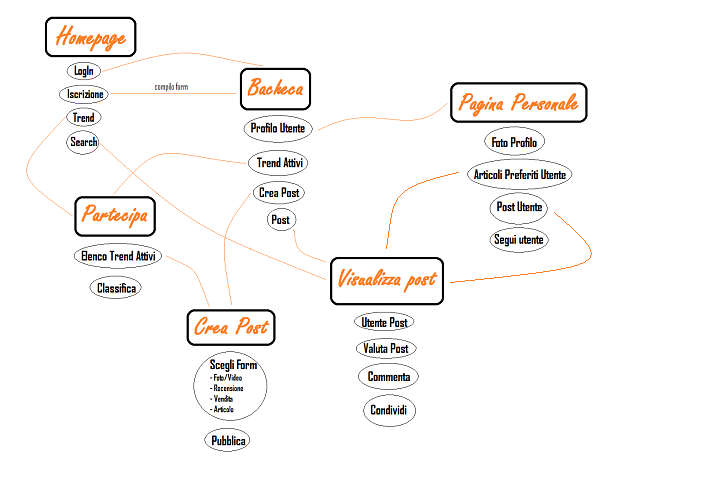 Homepage
LogIn
Iscrizione
Trend
Search
compilo form
Bacheca
Profilo Utente
Trend Attivi
Crea Post
Post
Pagina Personale
Foto Profilo
Articoli Preferiti Utente
Post Utente
Segui utente
Partecipa
Elenco Trend Attivi
Classifica
Crea Post
Scegli Form
- Foto/Video
- Recensione
- Vendita
- Articolo
Pubblica
Visualizza post
Utente Post
Valuta Post
Commenta
Condividi